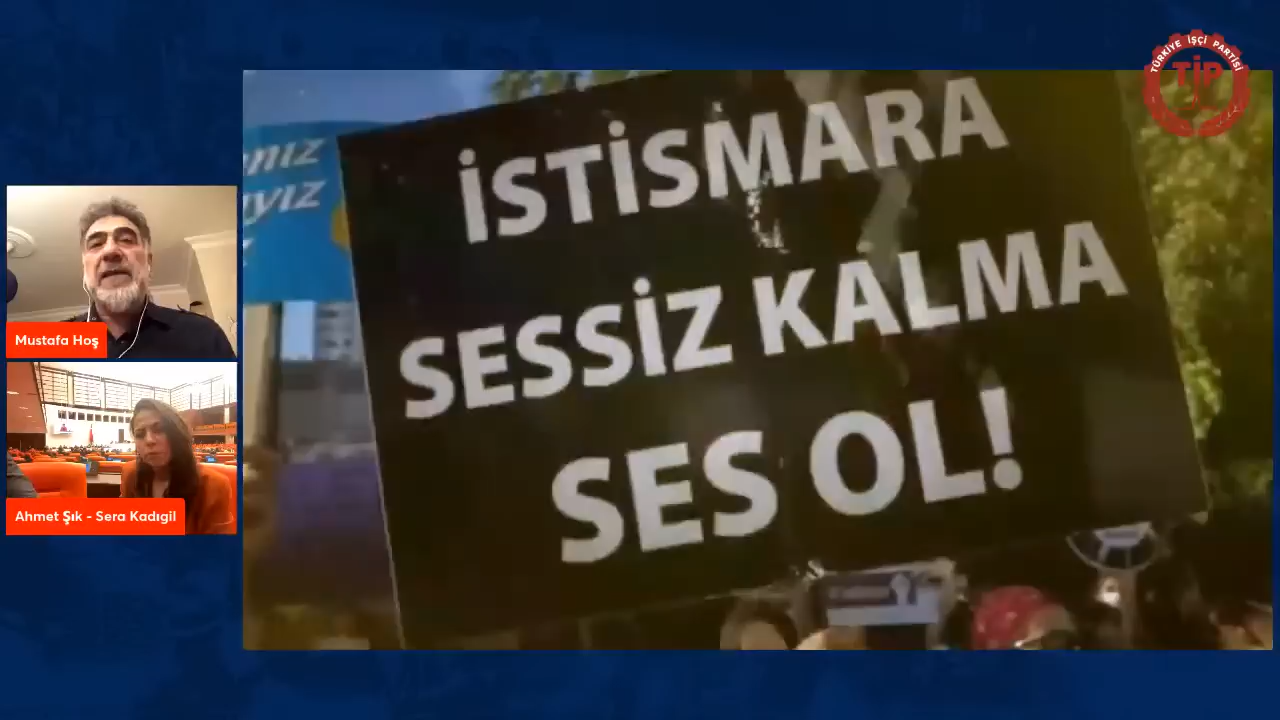 TÜRKİYE İŞÇİ PARTİSİ
TİP
İSTİSMARA
SESSİZ KALMA
SES OL!
Mustafa Hoş
Ahmet Şık - Sera Kadıgil